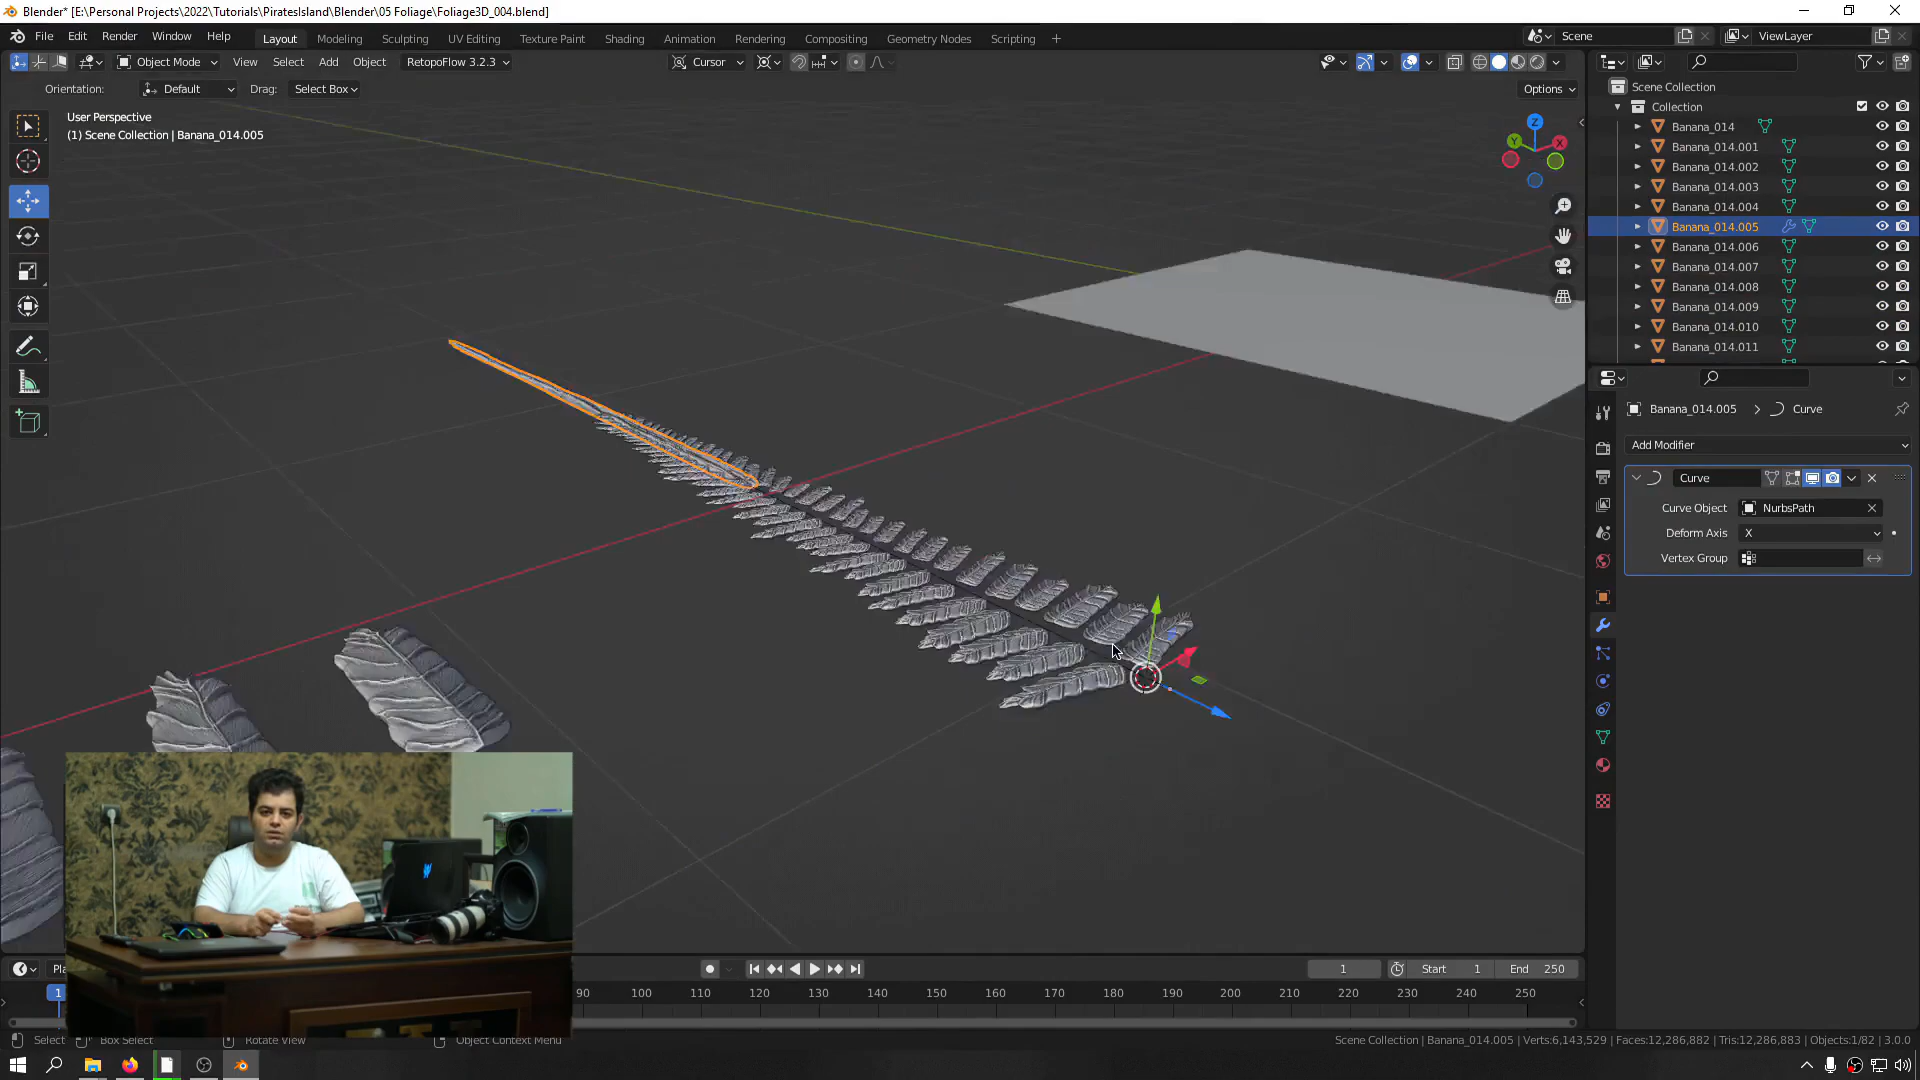 Blender* [E:\Personal Projects\2022\Tutorials\PiratesIsland\Blender\05 Foliage\Foliage3D_004.blend]
File Edit Render Window Help Layout Modeling Sculpting UV Editing Texture Paint Shading Animation Rendering Compositing Geometry Nodes Scripting + Scene ViewLayer
Object Mode View Select Add Object RetopoFlow 3.2.3 Cursor
Orientation: Default Drag: Select Box Options
User Perspective
(1) Scene Collection | Banana_014.005
Z
Y
X
Scene Collection
Collection
Banana_014
Banana_014.001
Banana_014.002
Banana_014.003
Banana_014.004
Banana_014.005
Banana_014.006
Banana_014.007
Banana_014.008
Banana_014.009
Banana_014.010
Banana_014.011
Banana_014.005 > Curve
Add Modifier
Curve
Curve Object NurbsPath
Deform Axis X
Vertex Group
1 Start 1 End 250
1 90 100 110 120 130 140 150 160 170 180 190 200 210 220 230 240 250
Select Box Select Rotate View Object Context Menu Scene Collection | Banana_014.005 | Verts:6,143,529 | Faces:12,286,882 | Tris:12,286,883 | Objects:1/82 | 3.0.0